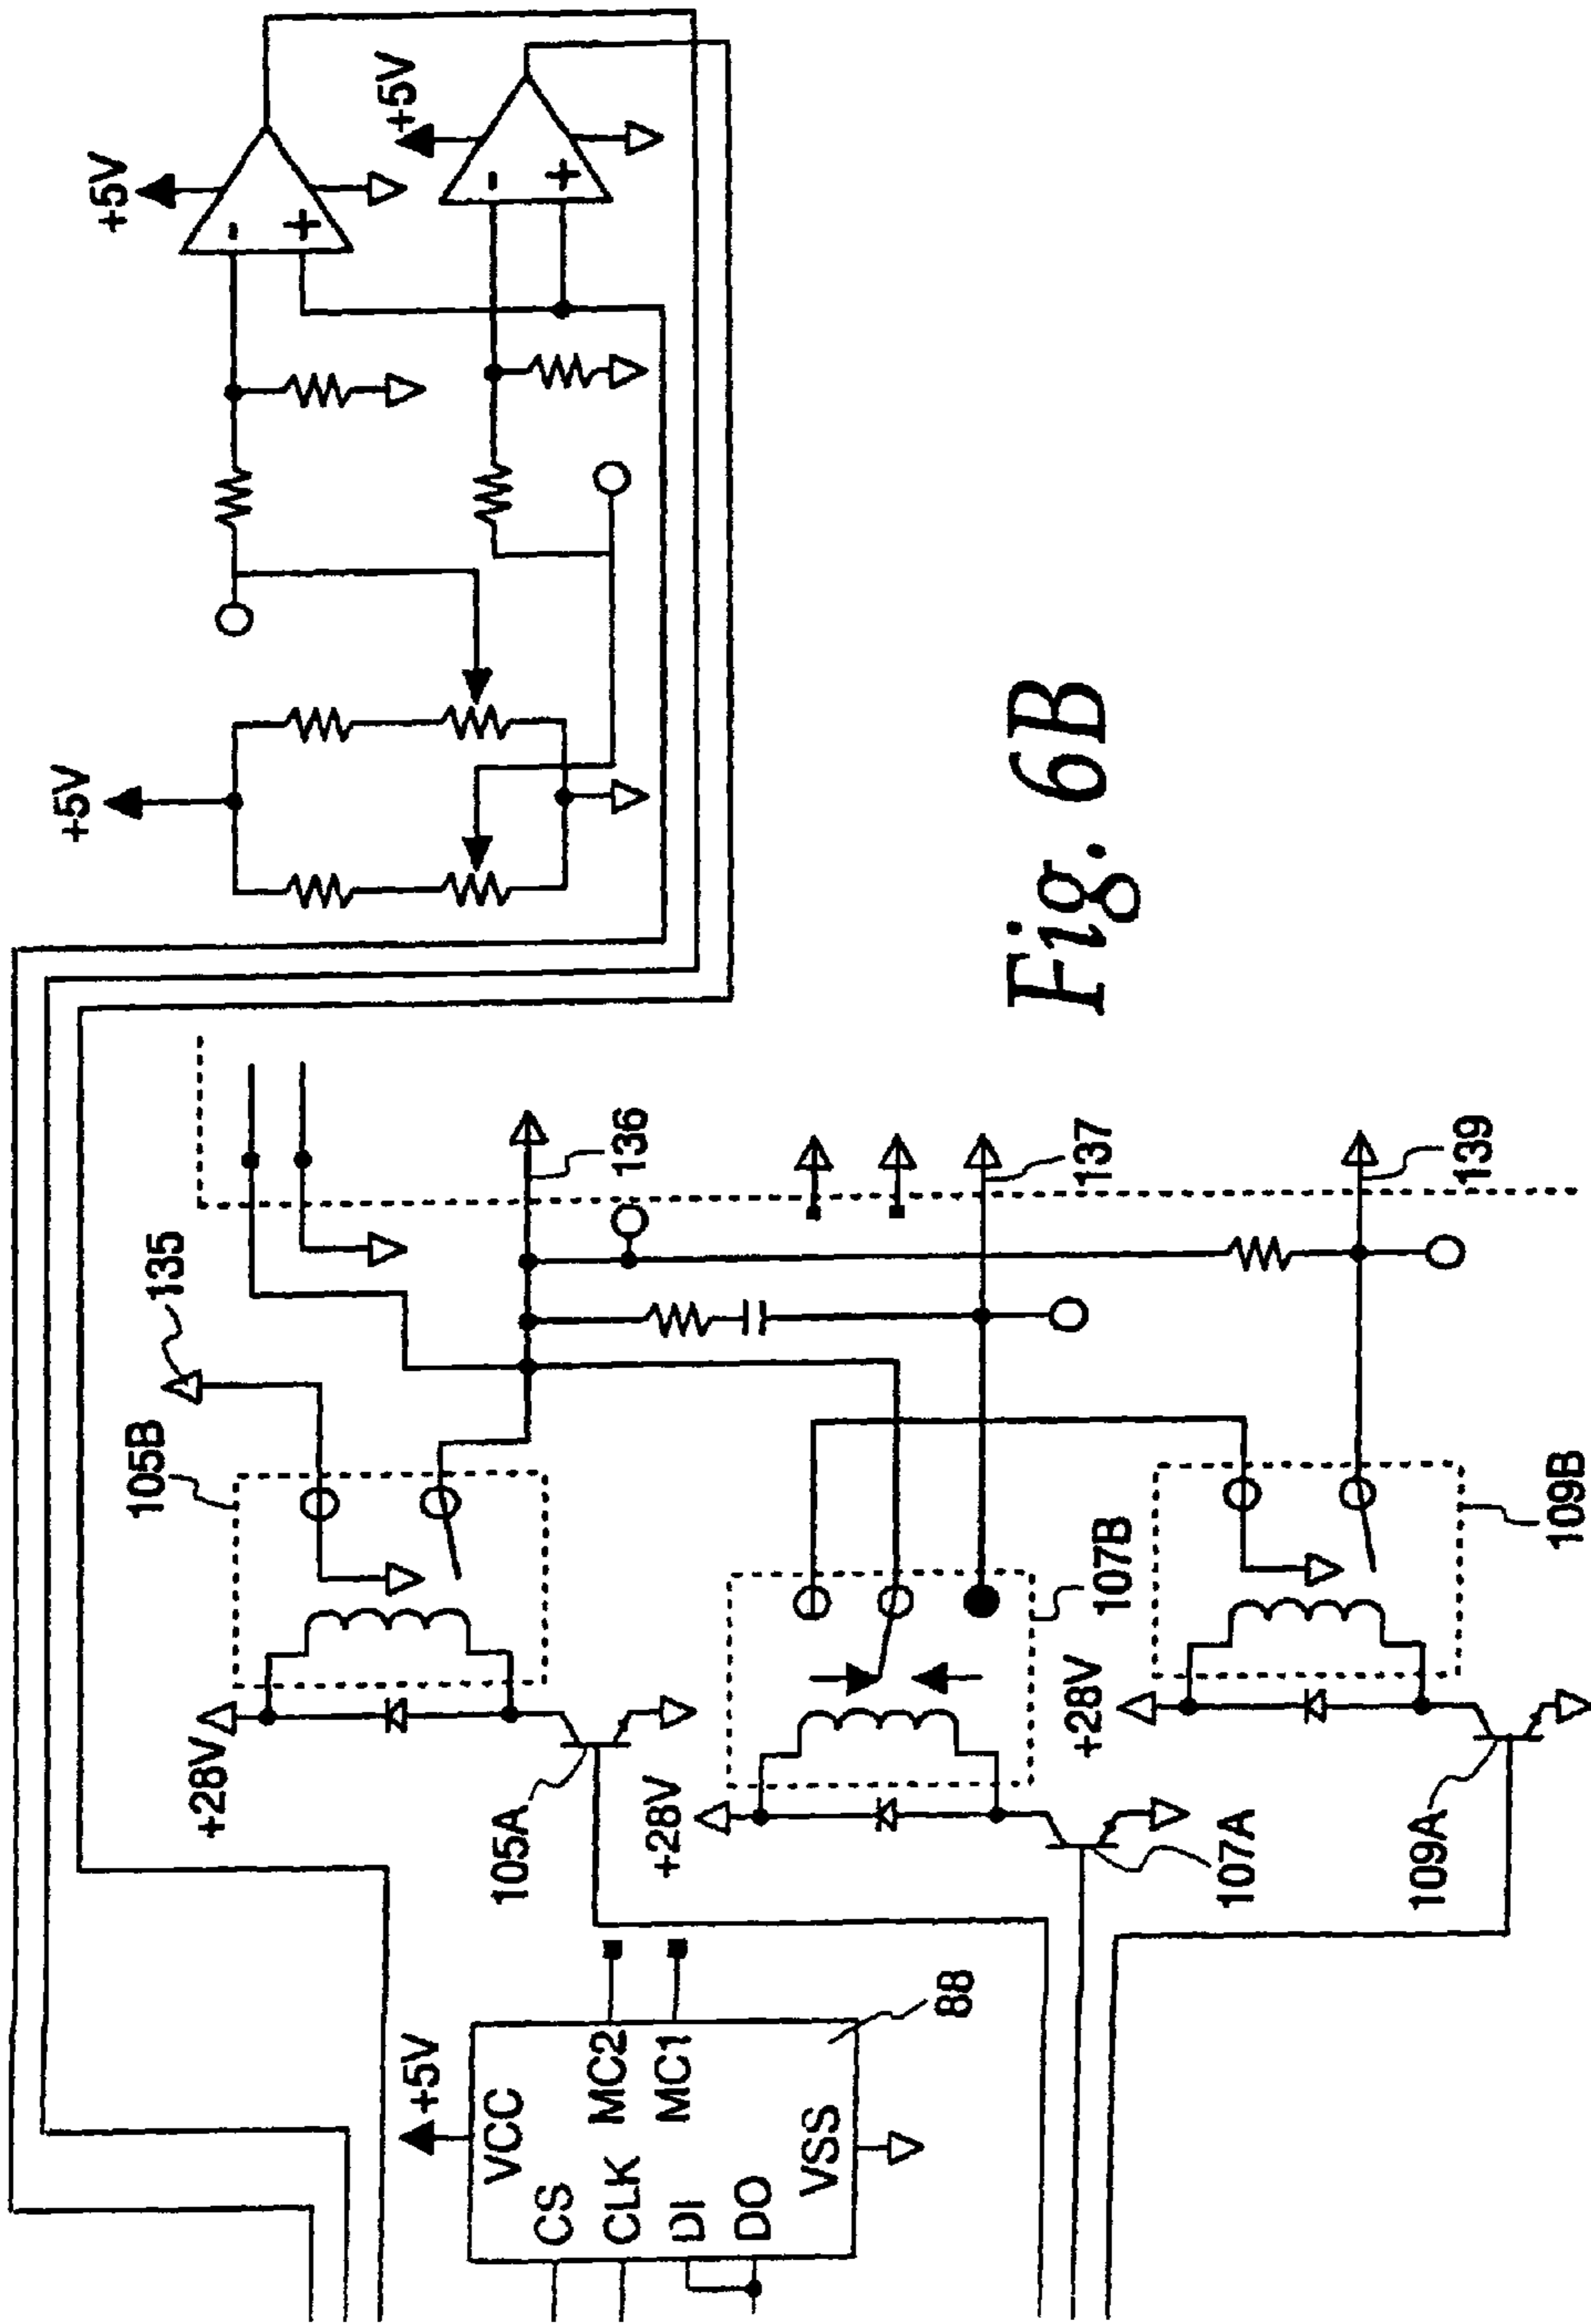 +5V
+5V
+5V
135
105B
136
137
139
+28V
105A
+28V
107B
107A
+28V
109B
109A
+5V
VCC
CS
CLK
DI
DO
MC2
MC1
VSS
88
-
+
-
+
Fig. 6B